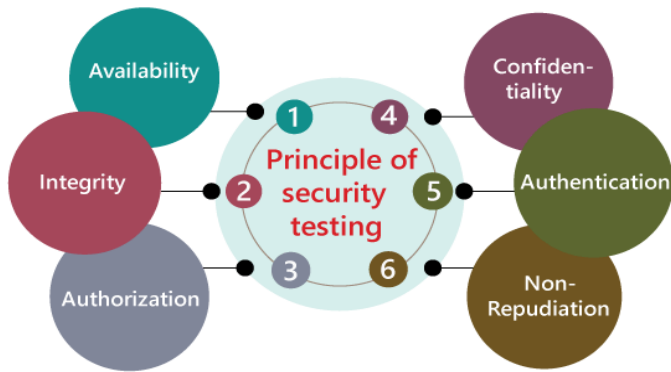 Availability
Integrity
Authorization
1
2
3
Principle of
security
testing
4
5
6
Confiden-
tiality
Authentication
Non-
Repudiation